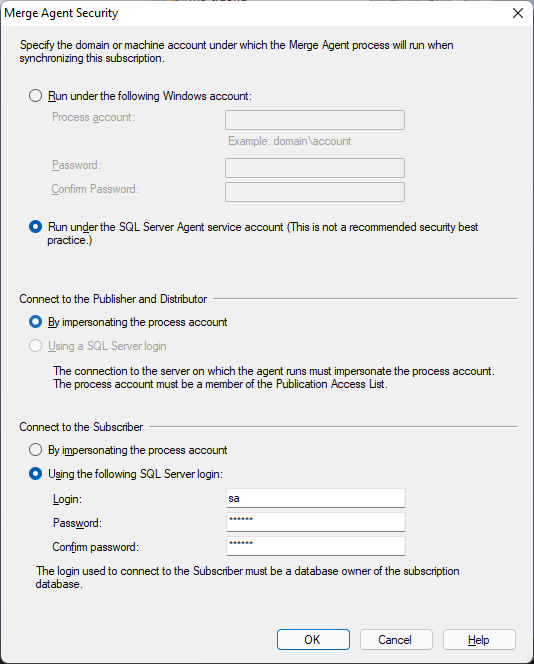 Merge Agent Security
Specify the domain or machine account under which the Merge Agent process will run when
synchronizing this subscription.
Run under the following Windows account:
Process account:
Example: domain\account
Password:
Confirm Password:
Run under the SQL Server Agent service account (This is not a recommended security best
practice.)
Connect to the Publisher and Distributor
By impersonating the process account
Using a SQL Server login
The connection to the server on which the agent runs must impersonate the process account.
The process account must be a member of the Publication Access List.
Connect to the Subscriber
By impersonating the process account
Using the following SQL Server login:
Login:
sa
Password:
******
Confirm password:
******
The login used to connect to the Subscriber must be a database owner of the subscription
database.
OK
Cancel
Help